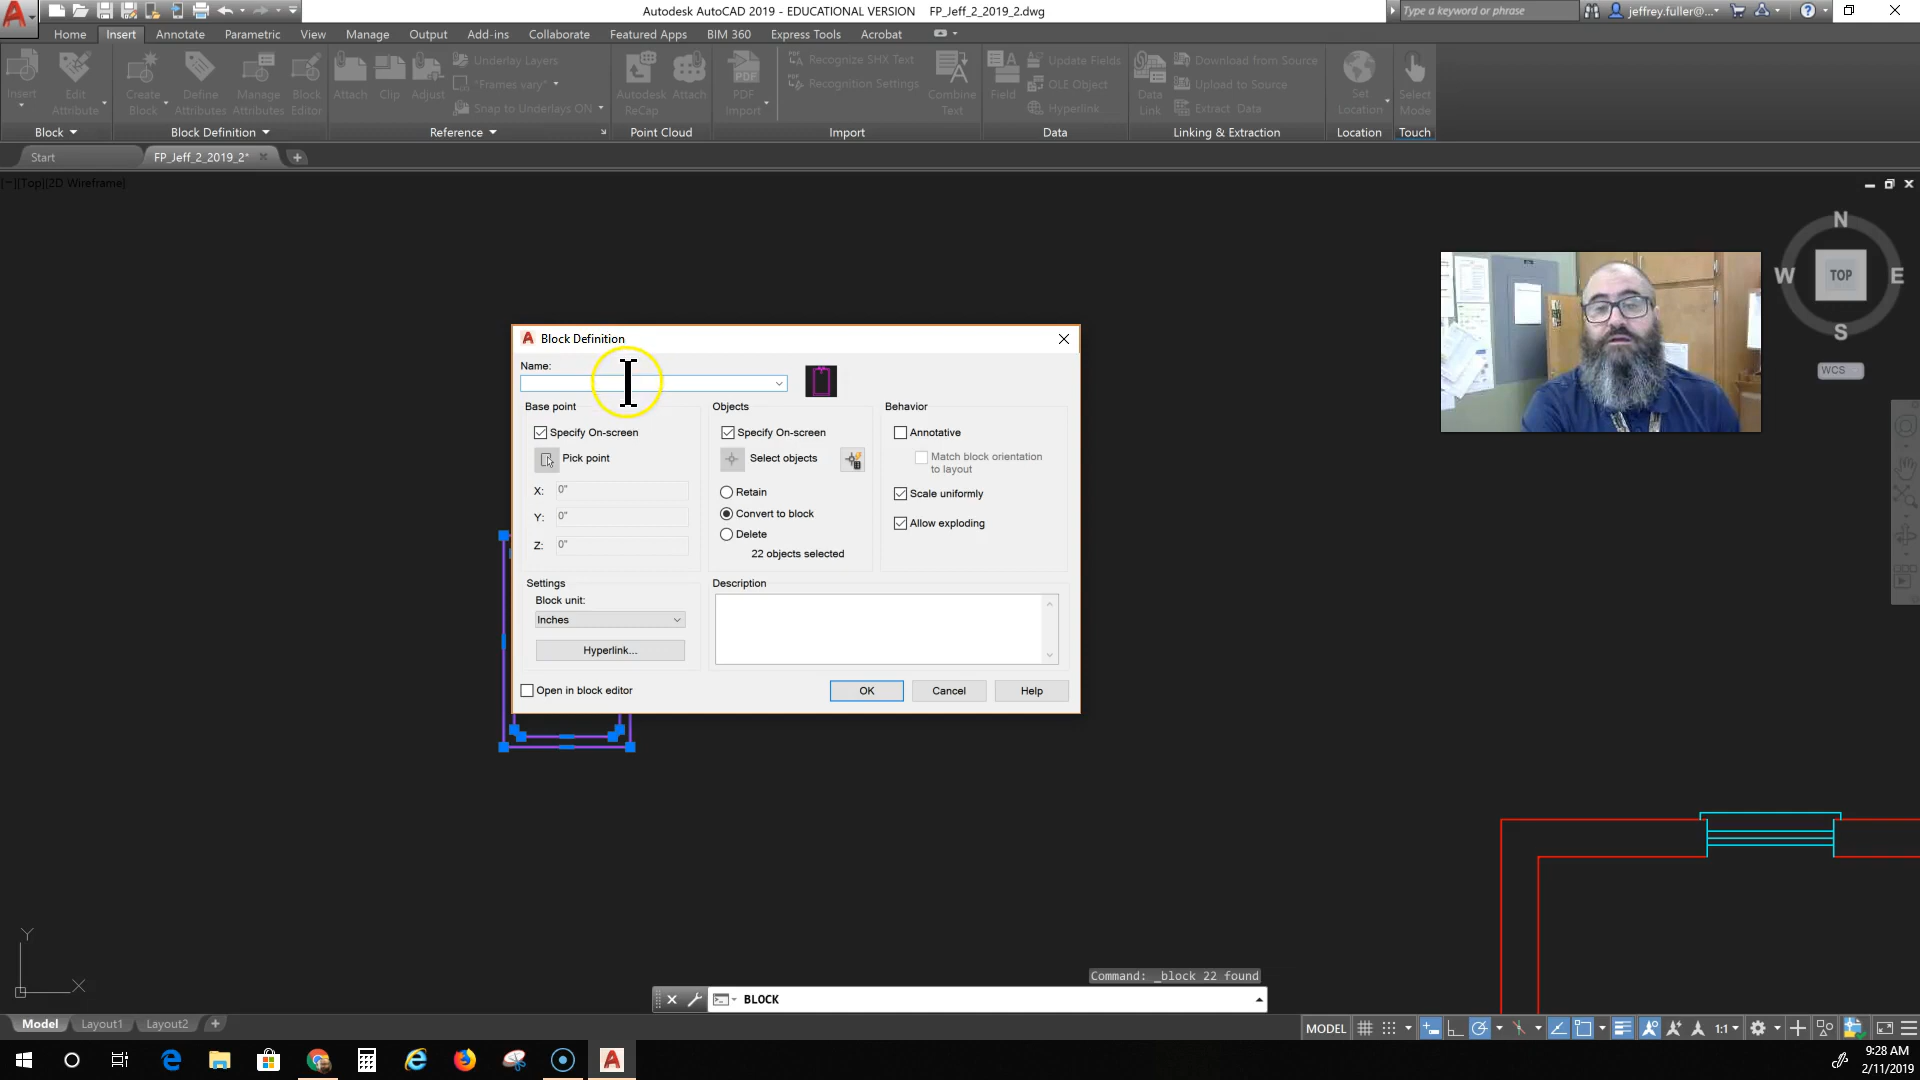 Autodesk AutoCAD 2019 - EDUCATIONAL VERSION FP_Jeff_2_2019_2.dwg
Type a keyword or phrase
jeffrey.fuller@...
Home Insert Annotate Parametric View Manage Output Add-ins Collaborate Featured Apps BIM 360 Express Tools Acrobat
Insert
Edit Attribute
Create Block
Define Attributes
Manage Attributes
Block Editor
Attach
Clip
Adjust
Underlay Layers
*Frames vary*
Snap to Underlays ON
Autodesk ReCap
Attach
PDF Import
Recognize SHX Text
Recognition Settings
Combine Text
Field
Update Fields
OLE Object
Hyperlink
Data Link
Download from Source
Upload to Source
Extract Data
Set Location
Select Mode
Block Block Definition Reference Point Cloud Import Data Linking & Extraction Location Touch
Start FP_Jeff_2_2019_2*
[−][Top][2D Wireframe]
N
W TOP E
S
WCS
Block Definition
Name:
Base point
Specify On-screen
Pick point
X: 0"
Y: 0"
Z: 0"
Objects
Specify On-screen
Select objects
Retain
Convert to block
Delete
22 objects selected
Behavior
Annotative
Match block orientation
to layout
Scale uniformly
Allow exploding
Settings
Block unit:
Inches
Hyperlink...
Description
Open in block editor
OK Cancel Help
Y
X
Command: _block 22 found
BLOCK
Model Layout1 Layout2
MODEL
1:1
9:28 AM
2/11/2019